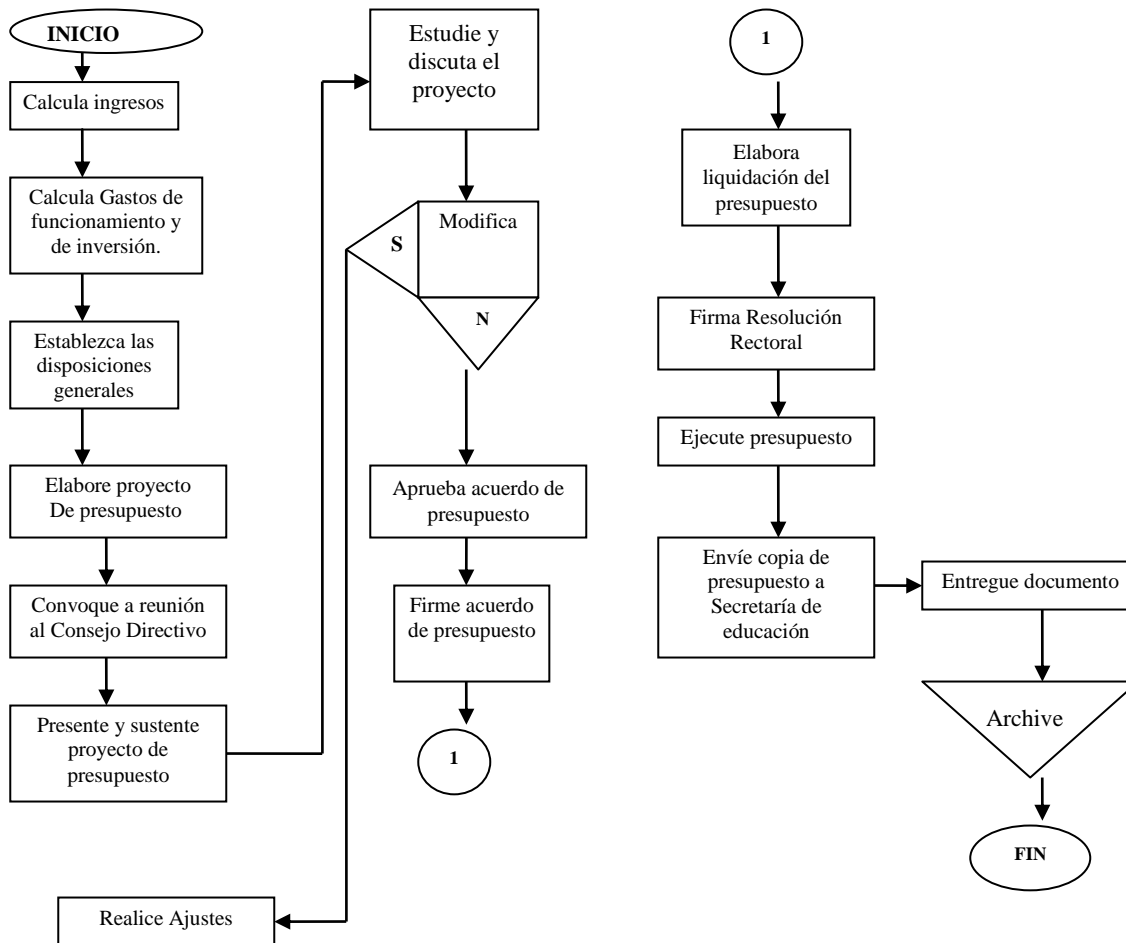 INICIO
Calcula ingresos
Calcula Gastos de
funcionamiento y
de inversión.
Establezca las
disposiciones
generales
Elabore proyecto
De presupuesto
Convoque a reunión
al Consejo Directivo
Presente y sustente
proyecto de
presupuesto
Realice Ajustes
Estudie y
discuta el
proyecto
Modifica
S
N
Aprueba acuerdo de
presupuesto
Firme acuerdo
de presupuesto
1
1
Elabora
liquidación del
presupuesto
Firma Resolución
Rectoral
Ejecute presupuesto
Envíe copia de
presupuesto a
Secretaría de
educación
Entregue documento
Archive
FIN